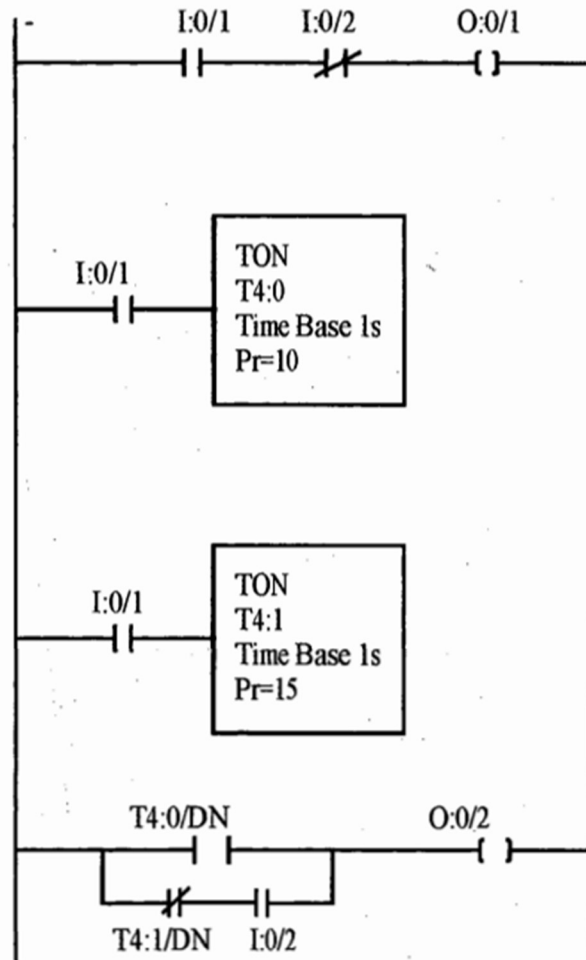 I:0/1 I:0/2 O:0/1
I:0/1
TON
T4:0
Time Base 1s
Pr=10
I:0/1
TON
T4:1
Time Base 1s
Pr=15
T4:0/DN O:0/2
T4:1/DN I:0/2